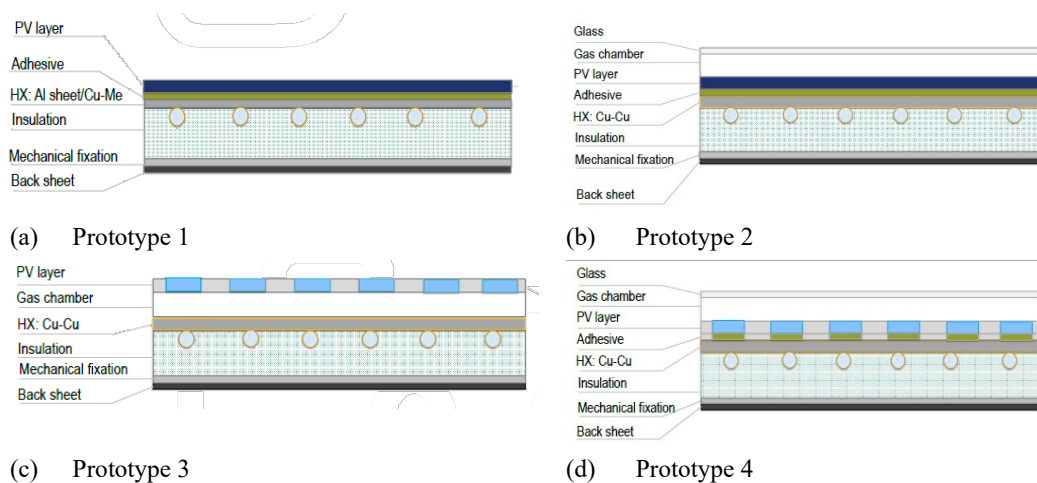 PV layer
Adhesive
HX: Al sheet/Cu-Me
Insulation
Mechanical fixation
Back sheet
(a) Prototype 1
Glass
Gas chamber
PV layer
Adhesive
HX: Cu-Cu
Insulation
Mechanical fixation
Back sheet
(b) Prototype 2
PV layer
Gas chamber
HX: Cu-Cu
Insulation
Mechanical fixation
Back sheet
(c) Prototype 3
Glass
Gas chamber
PV layer
Adhesive
HX: Cu-Cu
Insulation
Mechanical fixation
Back sheet
(d) Prototype 4